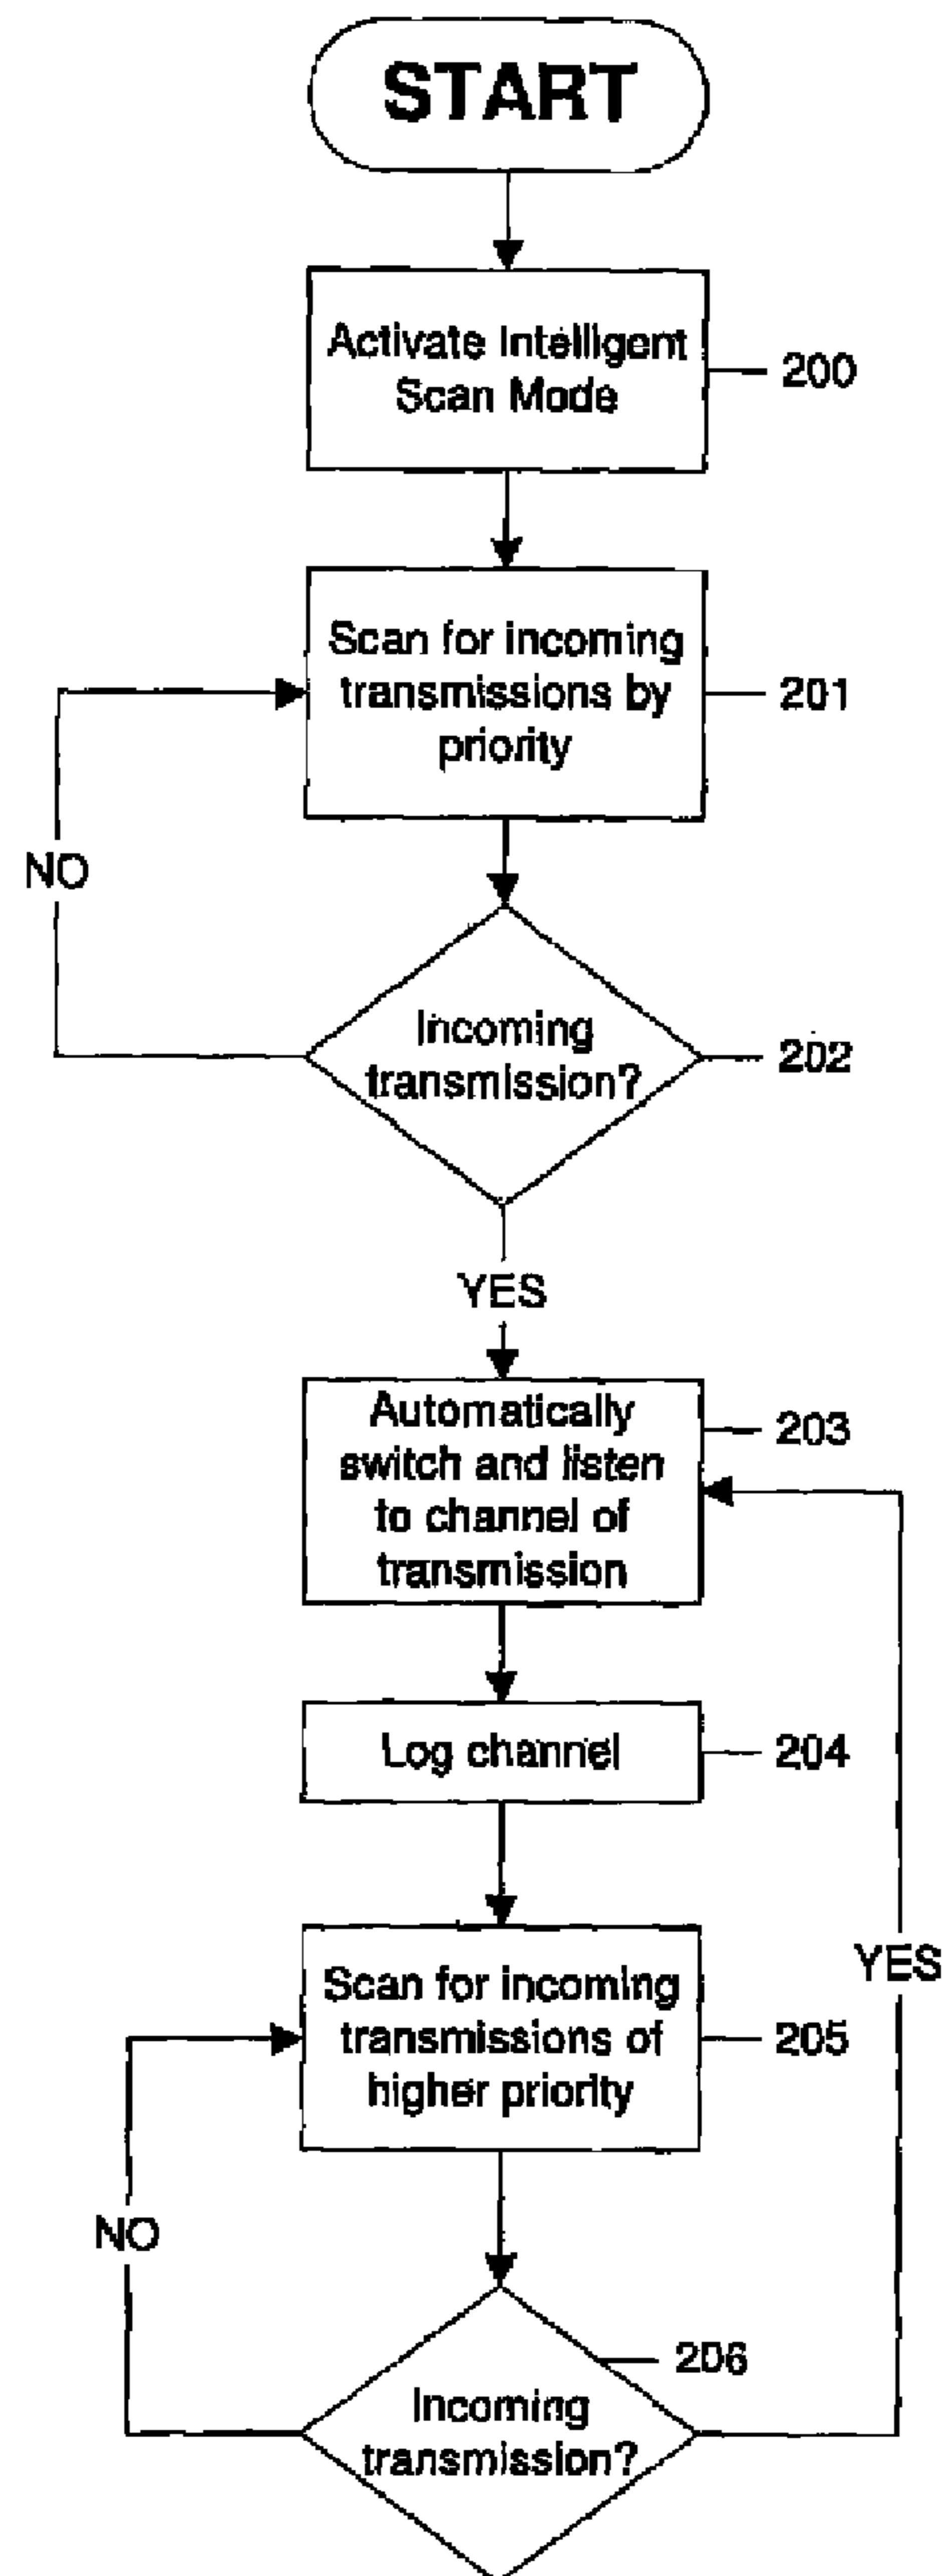 START
Activate Intelligent
Scan Mode
200
Scan for incoming
transmissions by
priority
201
NO
Incoming
transmission?
202
YES
Automatically
switch and listen
to channel of
transmission
203
Log channel
204
YES
Scan for incoming
transmissions of
higher priority
205
NO
206
Incoming
transmission?